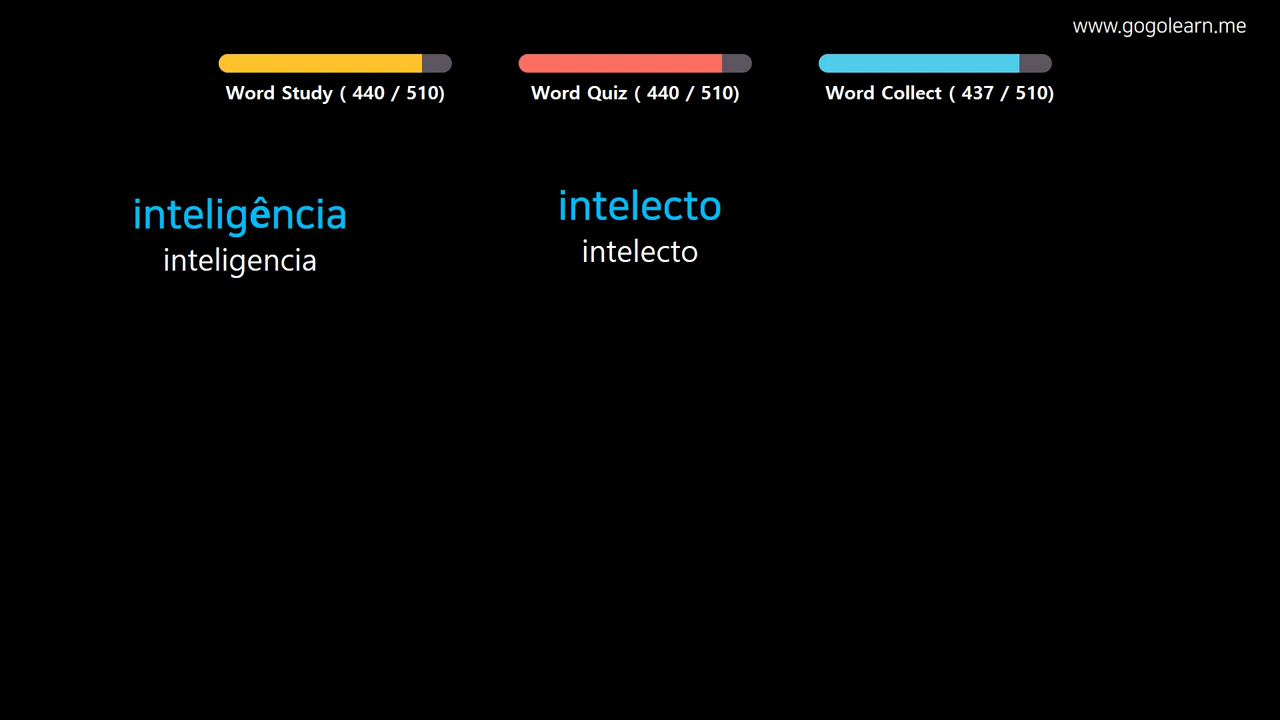 www.gogolearn.me
Word Study ( 440 / 510)
Word Quiz ( 440 / 510)
Word Collect ( 437 / 510)
inteligência
inteligencia
intelecto
intelecto